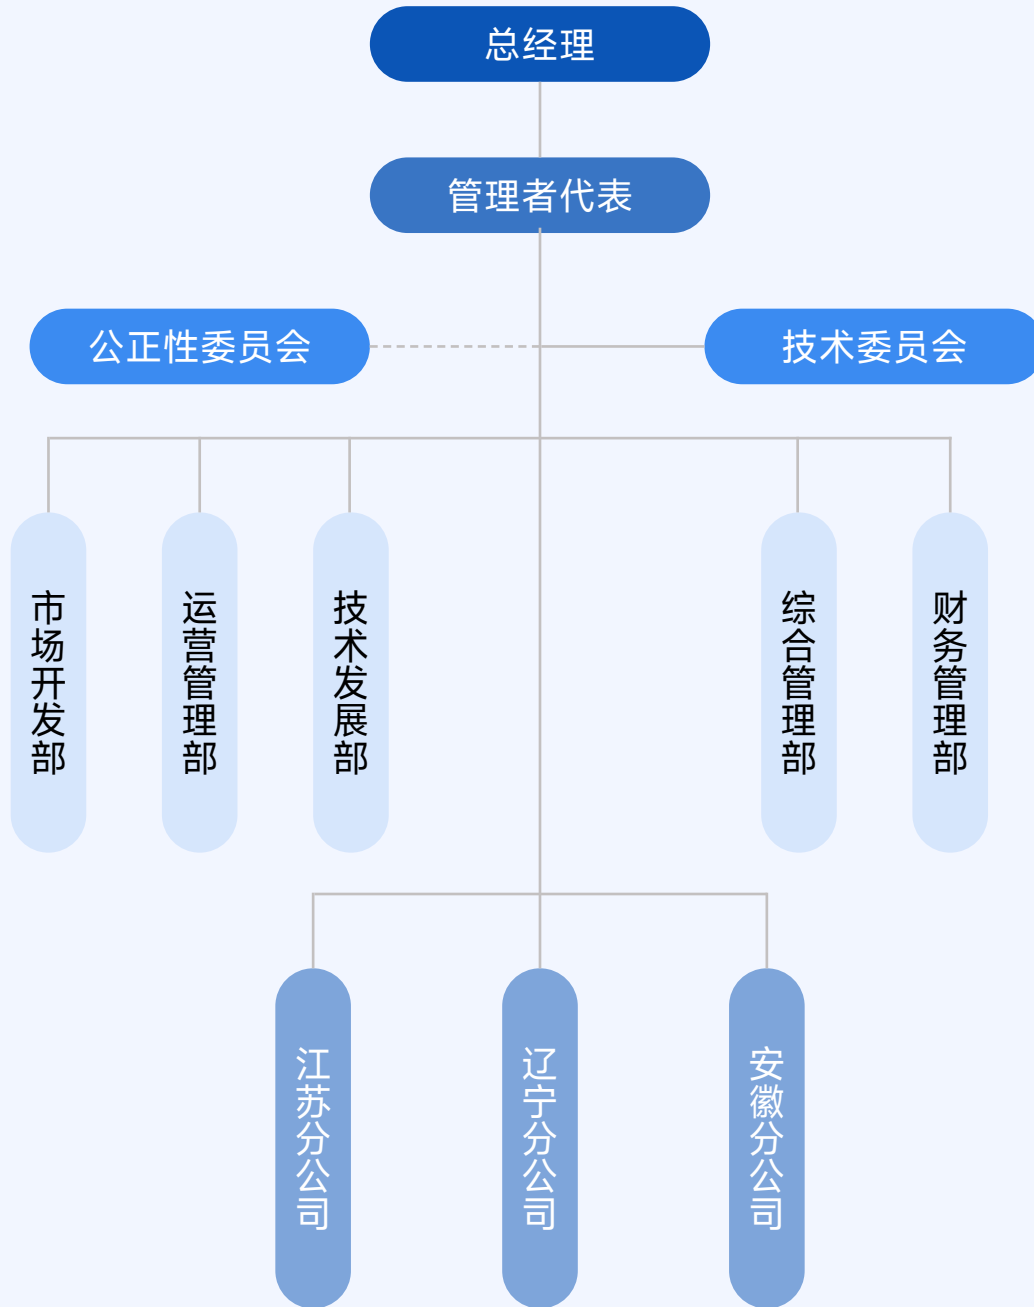 总经理
管理者代表
公正性委员会
技术委员会
市场开发部
运营管理部
技术发展部
综合管理部
财务管理部
江苏分公司
辽宁分公司
安徽分公司